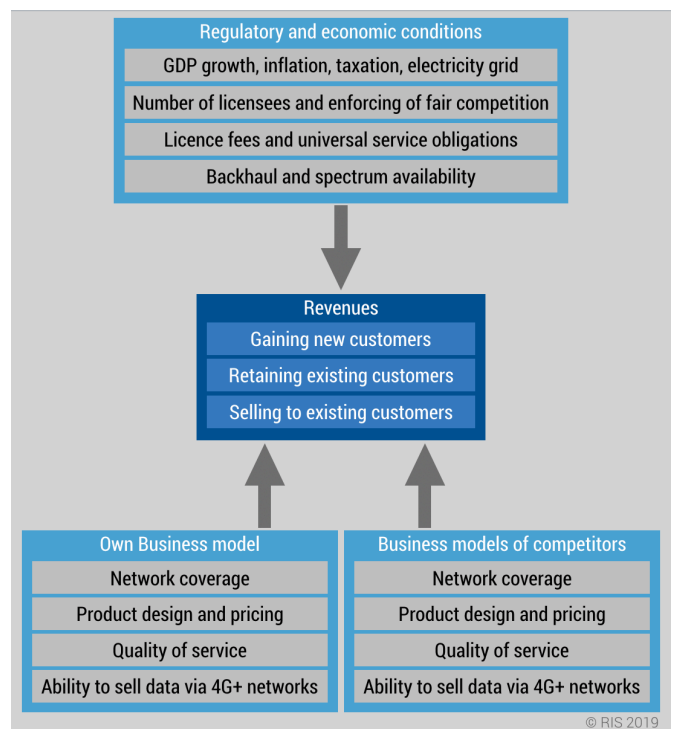 Regulatory and economic conditions
GDP growth, inflation, taxation, electricity grid
Number of licensees and enforcing of fair competition
Licence fees and universal service obligations
Backhaul and spectrum availability
Revenues
Gaining new customers
Retaining existing customers
Selling to existing customers
Own Business model
Network coverage
Product design and pricing
Quality of service
Ability to sell data via 4G+ networks
Business models of competitors
Network coverage
Product design and pricing
Quality of service
Ability to sell data via 4G+ networks
© RIS 2019